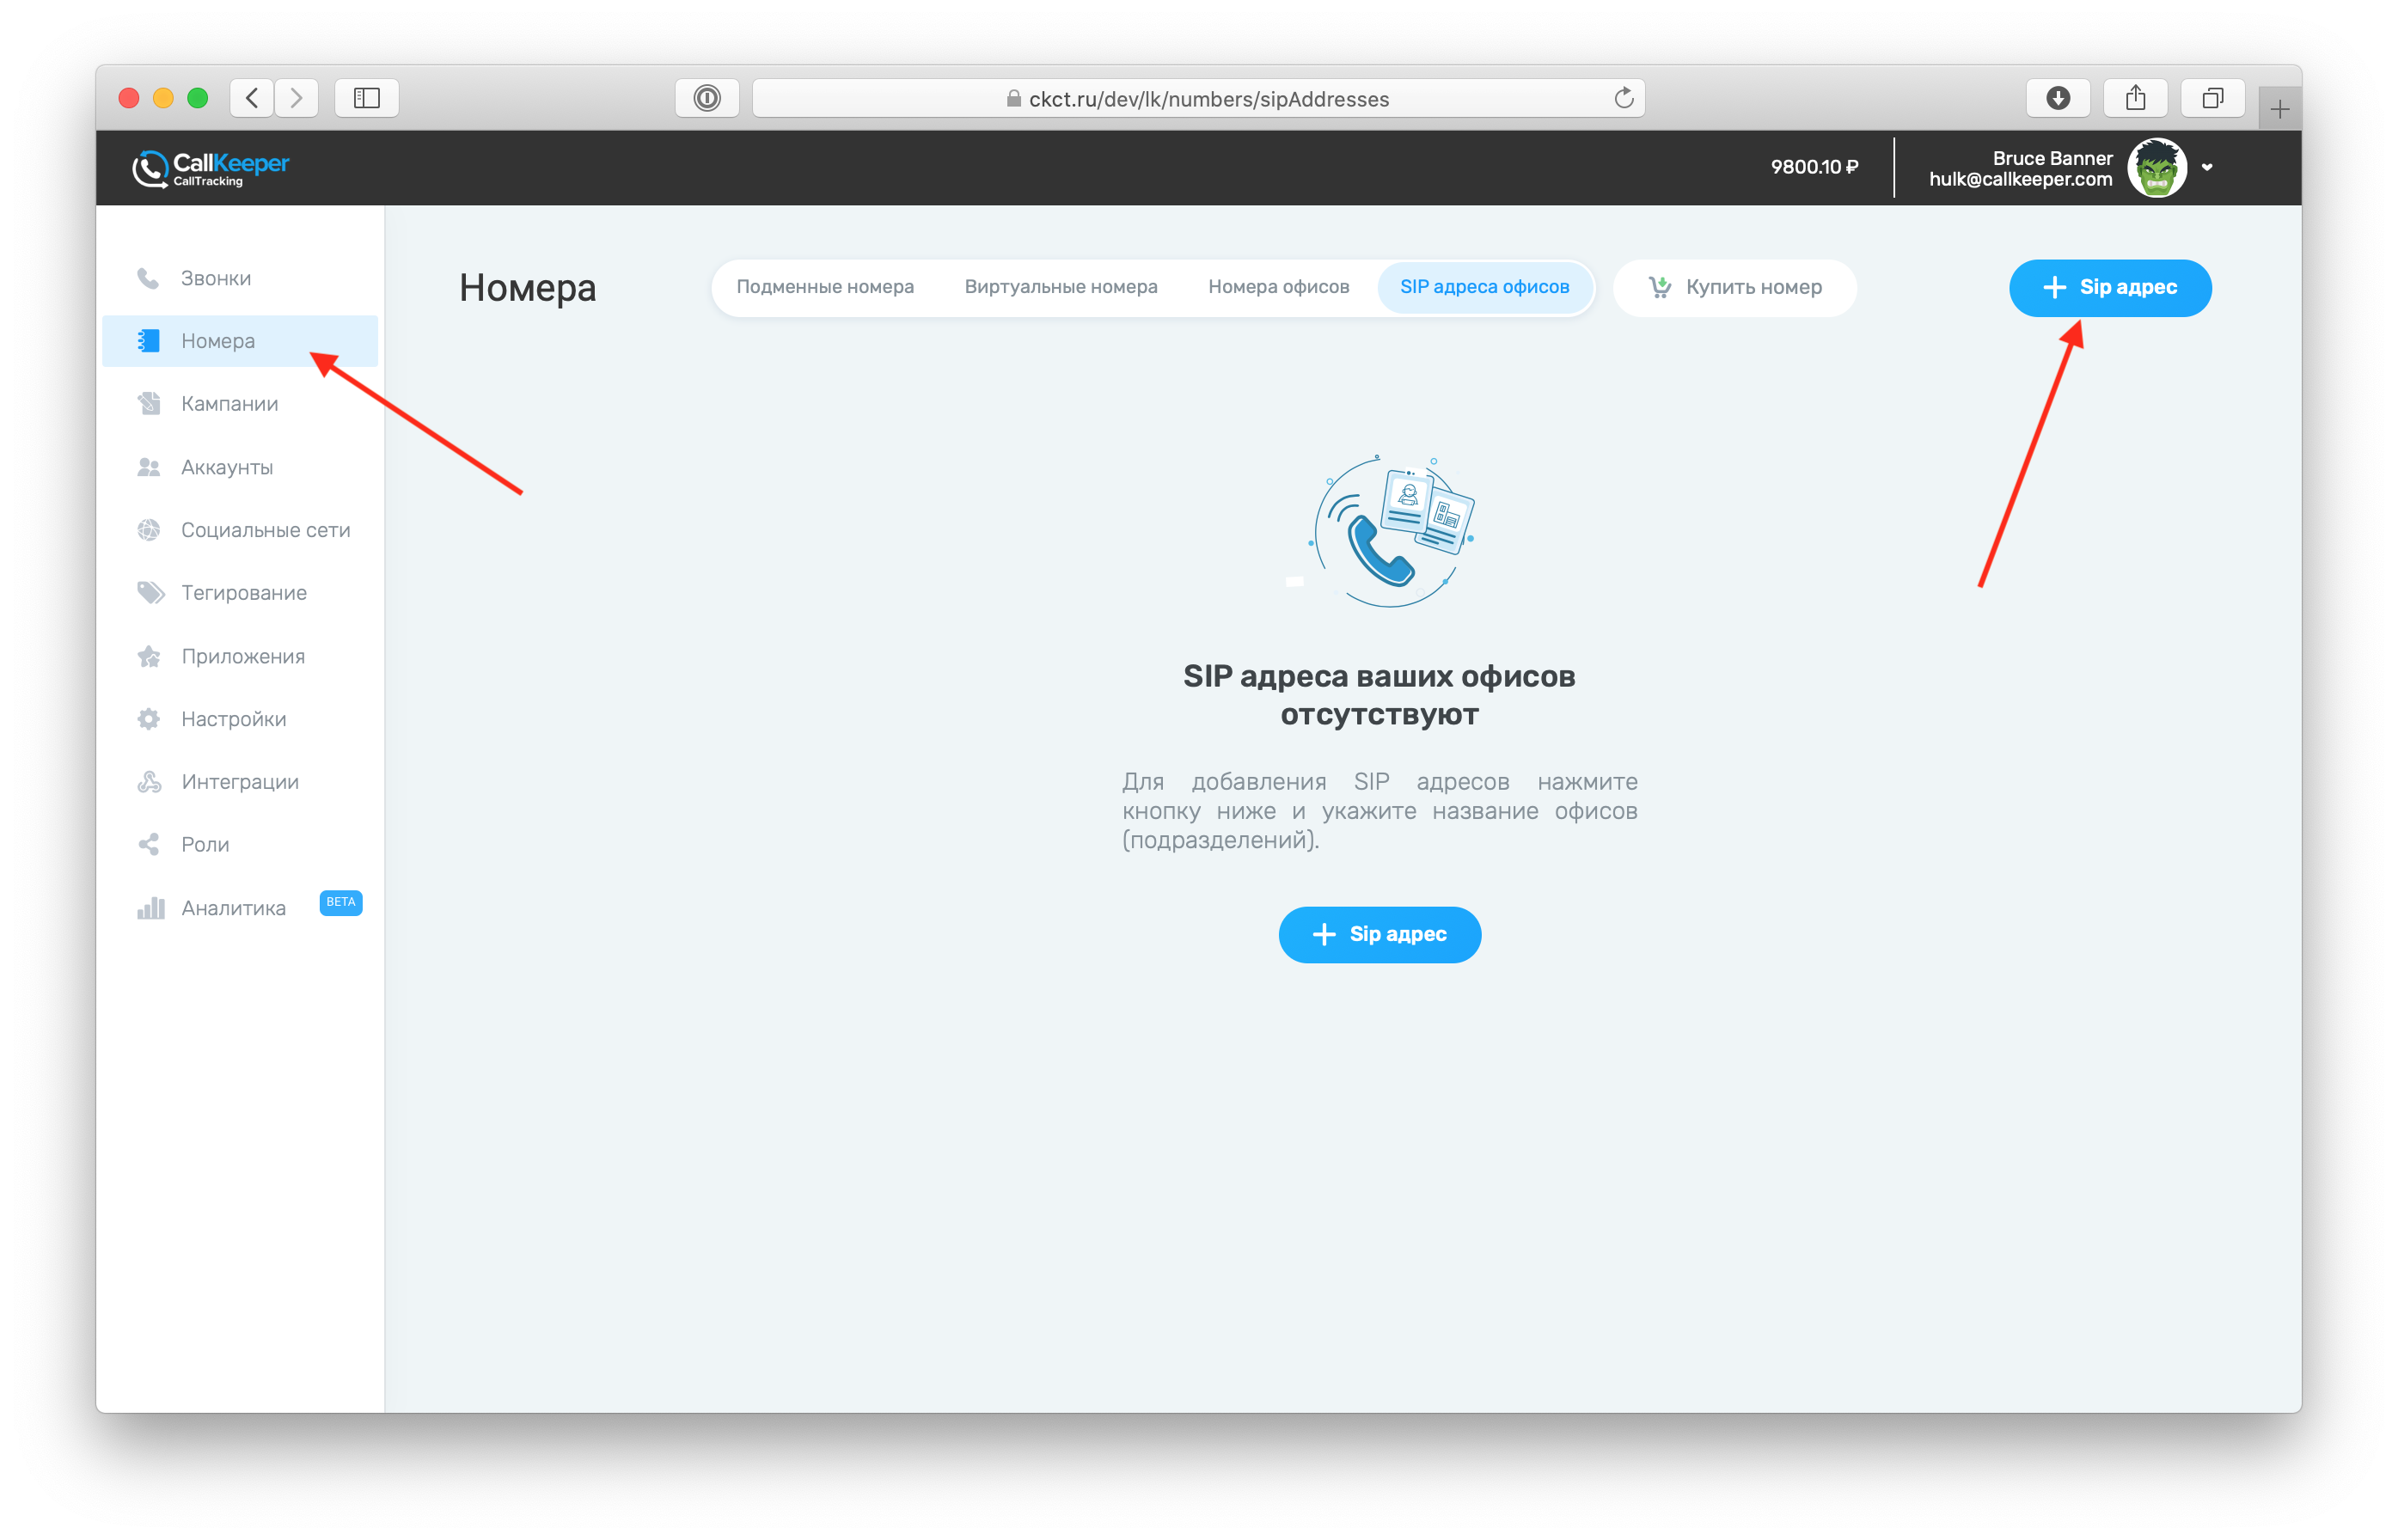 ckct.ru/dev/lk/numbers/sipAddresses
CallKeeper
CallTracking
9800.10 ₽
Bruce Banner
hulk@callkeeper.com
Звонки
Номера
Кампании
Аккаунты
Социальные сети
Тегирование
Приложения
Настройки
Интеграции
Роли
Аналитика BETA
Номера
Подменные номера Виртуальные номера Номера офисов SIP адреса офисов Купить номер Sip адрес
SIP адреса ваших офисов
отсутствуют
Для добавления SIP адресов нажмите
кнопку ниже и укажите название офисов
(подразделений).
Sip адрес